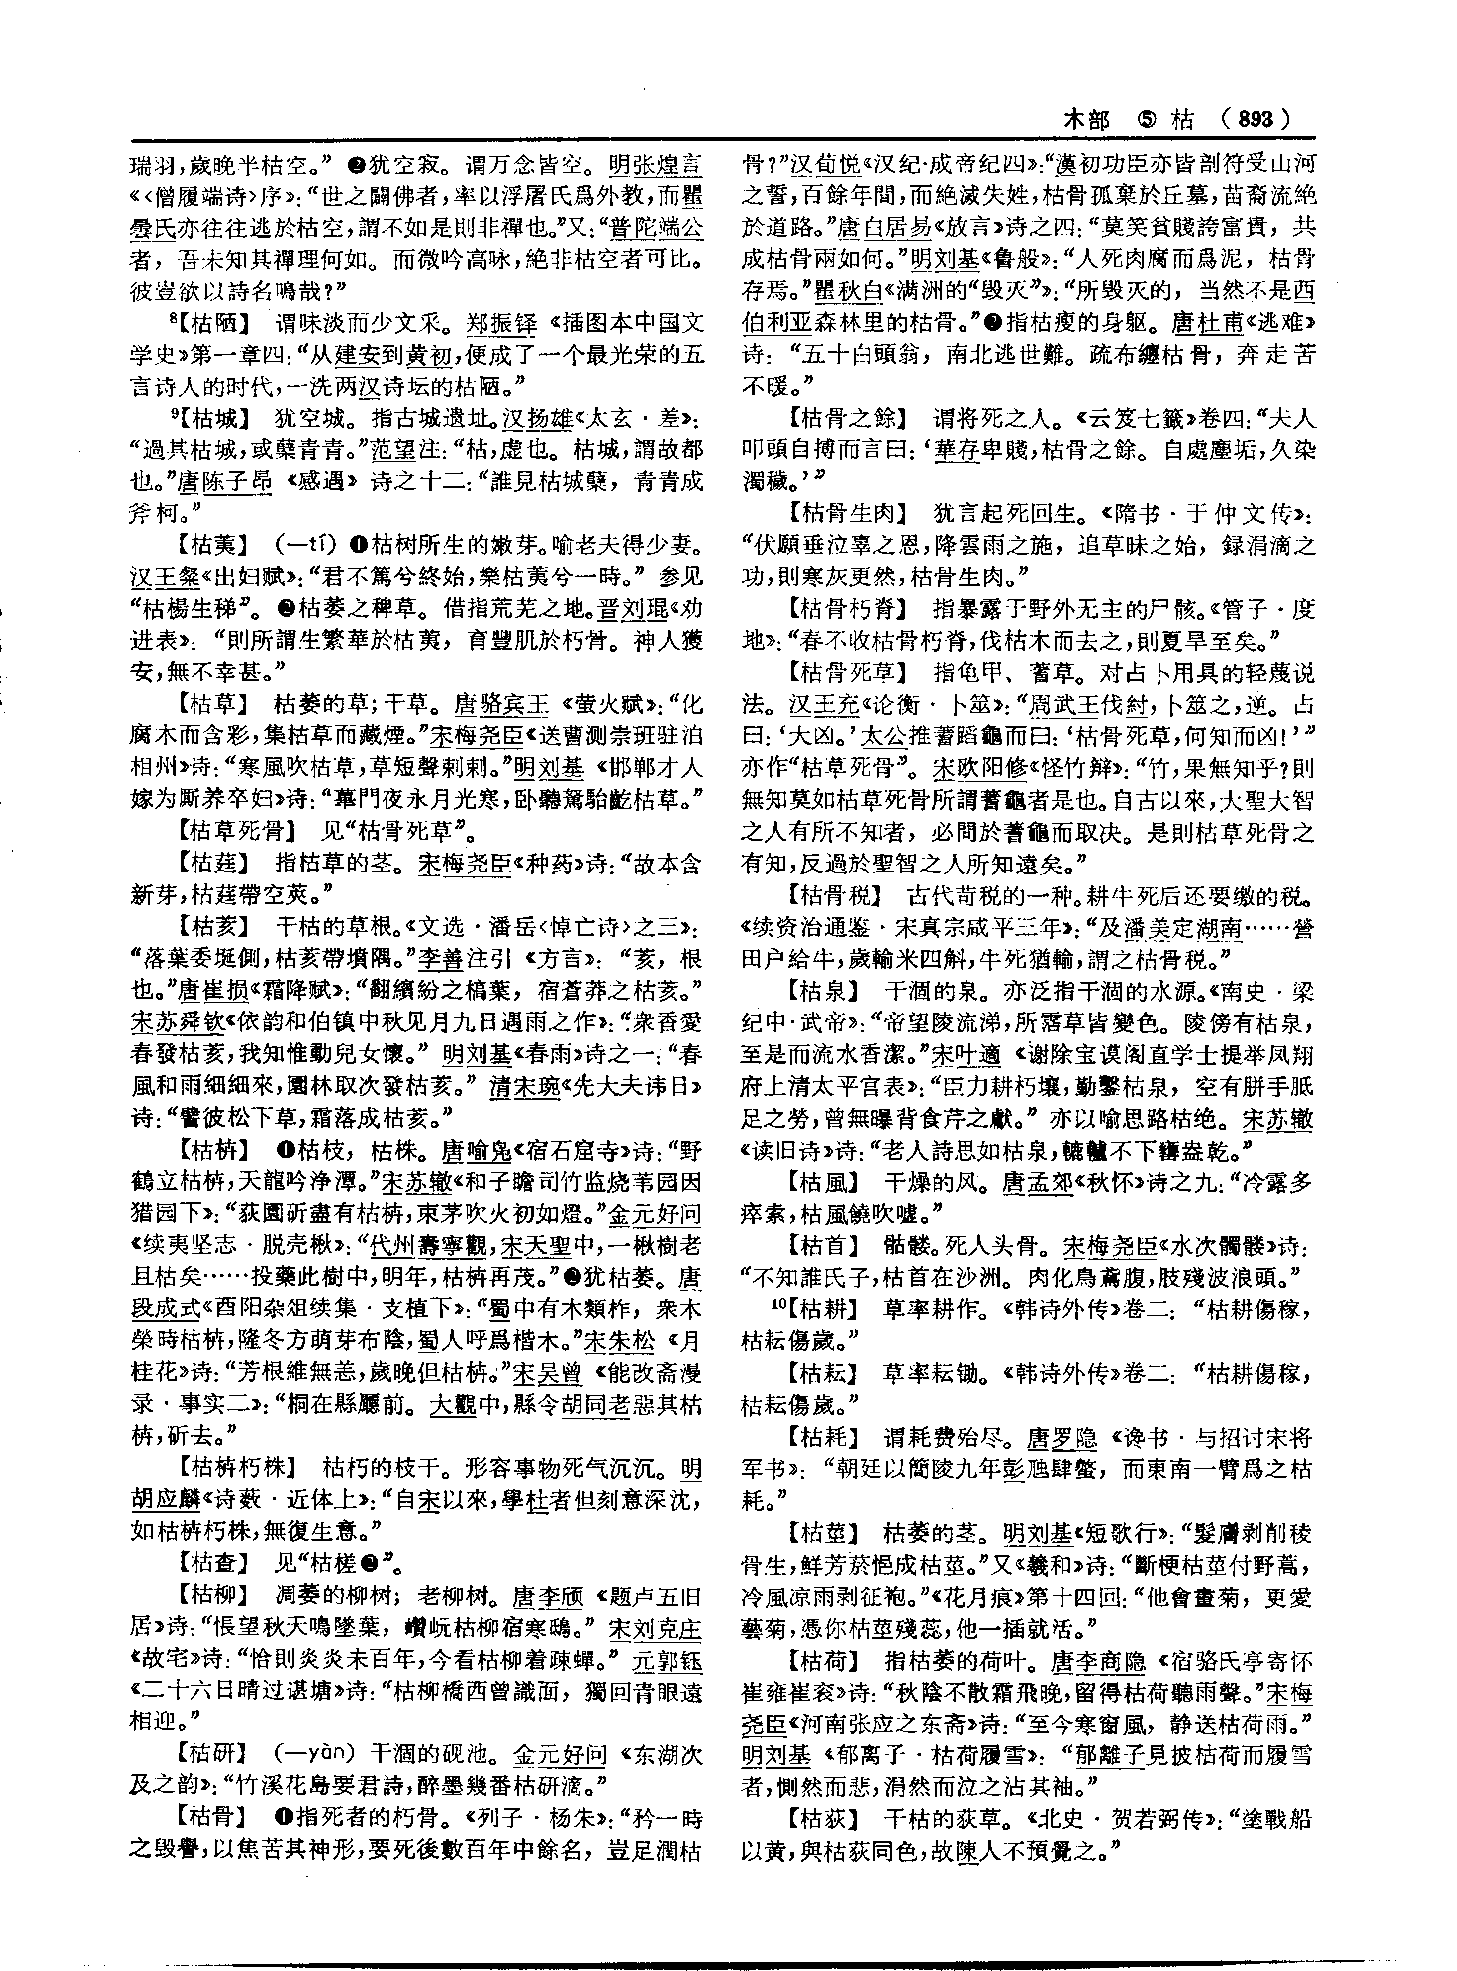 木部 ⑤ 枯 （893）
瑞羽，歲晚半枯空。” ❷犹空寂。谓万念皆空。明张煌言
《〈僧履端诗〉序》：“世之闢佛者，率以浮屠氏爲外教，而瞿
曇氏亦往往逃於枯空，謂不如是則非禪也。”又：“普陀端公
者，吾未知其禪理何如。而微吟高咏，絶非枯空者可比。
彼豈欲以詩名鳴哉？”
⁸【枯陋】 谓味淡而少文采。郑振铎《插图本中国文
学史》第一章四：“从建安到黄初，便成了一个最光荣的五
言诗人的时代，一洗两汉诗坛的枯陋。”
⁹【枯城】 犹空城。指古城遗址。汉扬雄《太玄·差》：
“過其枯城，或蘖青青。”范望注：“枯，虚也。枯城，謂故都
也。”唐陈子昂《感遇》诗之十二：“誰見枯城蘖，青青成
斧柯。”
【枯荑】 （—tí）❶枯树所生的嫩芽。喻老夫得少妻。
汉王粲《出妇赋》：“君不篤兮終始，樂枯荑兮一時。” 参见
“枯楊生稊”。❷枯萎之稗草。借指荒芜之地。晋刘琨《劝
进表》：“則所謂生繁華於枯荑，育豐肌於朽骨。神人獲
安，無不幸甚。”
【枯草】 枯萎的草；干草。唐骆宾王《萤火赋》：“化
腐木而含彩，集枯草而藏煙。”宋梅尧臣《送曹测崇班驻泊
相州》诗：“寒風吹枯草，草短聲剌剌。”明刘基《邯郸才人
嫁为厮养卒妇》诗：“蓽門夜永月光寒，卧聽駑駘齕枯草。”
【枯草死骨】 见“枯骨死草”。
【枯莛】 指枯草的茎。宋梅尧臣《种药》诗：“故本含
新芽，枯莛帶空莢。”
【枯荄】 干枯的草根。《文选·潘岳〈悼亡诗〉之三》：
“落葉委埏側，枯荄帶墳隅。”李善注引《方言》：“荄，根
也。”唐崔损《霜降赋》：“翻繽紛之槁葉，宿蒼莽之枯荄。”
宋苏舜钦《依韵和伯镇中秋见月九日遇雨之作》：“衆香愛
春發枯荄，我知惟動兒女懷。” 明刘基《春雨》诗之一：“春
風和雨細細來，園林取次發枯荄。” 清宋琬《先大夫讳日》
诗：“譬彼松下草，霜落成枯荄。”
【枯枿】 ❶枯枝，枯株。唐喻凫《宿石窟寺》诗：“野
鶴立枯枿，天龍吟浄潭。”宋苏辙《和子瞻司竹监烧苇园因
猎园下》：“荻園斫盡有枯枿，束茅吹火初如燈。”金元好问
《续夷坚志·脱壳楸》：“代州壽寧觀，宋天聖中，一楸樹老
且枯矣……投藥此樹中，明年，枯枿再茂。”❷犹枯萎。唐
段成式《酉阳杂俎续集·支植下》：“蜀中有木類柞，衆木
榮時枯枿，隆冬方萌芽布陰，蜀人呼爲楷木。”宋朱松《月
桂花》诗：“芳根維無恙，歲晚但枯枿。”宋吴曾《能改斋漫
录·事实二》：“桐在縣廳前。大觀中，縣令胡同老惡其枯
枿，斫去。”
【枯枿朽株】 枯朽的枝干。形容事物死气沉沉。明
胡应麟《诗薮·近体上》：“自宋以來，學杜者但刻意深沈，
如枯枿朽株，無復生意。”
【枯查】 见“枯槎❷”。
【枯柳】 凋萎的柳树；老柳树。唐李颀《题卢五旧
居》诗：“悵望秋天鳴墜葉，巑岏枯柳宿寒鴟。” 宋刘克庄
《故宅》诗：“恰則炎炎未百年，今看枯柳着疎蟬。” 元郭钰
《二十六日晴过谌塘》诗：“枯柳橋西曾識面，獨回青眼遠
相迎。”
【枯研】 （—yàn）干涸的砚池。金元好问《东湖次
及之韵》：“竹溪花島要君詩，醉墨幾番枯研滴。”
【枯骨】 ❶指死者的朽骨。《列子·杨朱》：“矜一時
之毁譽，以焦苦其神形，要死後數百年中餘名，豈足潤枯
骨？”汉荀悦《汉纪·成帝纪四》：“漢初功臣亦皆剖符受山河
之誓，百餘年間，而絶滅失姓，枯骨孤棄於丘墓，苗裔流絶
於道路。”唐白居易《放言》诗之四：“莫笑貧賤誇富貴，共
成枯骨兩如何。”明刘基《鲁般》：“人死肉腐而爲泥，枯骨
存焉。”瞿秋白《满洲的“毁灭”》：“所毁灭的，当然不是西
伯利亚森林里的枯骨。”❷指枯瘦的身躯。唐杜甫《逃难》
诗：“五十白頭翁，南北逃世難。疏布纏枯骨，奔走苦
不暖。”
【枯骨之餘】 谓将死之人。《云笈七籤》卷四：“夫人
叩頭自搏而言曰：‘華存卑賤，枯骨之餘。自處塵垢，久染
濁穢。’”
【枯骨生肉】 犹言起死回生。《隋书·于仲文传》：
“伏願垂泣辜之恩，降雲雨之施，追草昧之始，録涓滴之
功，則寒灰更然，枯骨生肉。”
【枯骨朽脊】 指暴露于野外无主的尸骸。《管子·度
地》：“春不收枯骨朽脊，伐枯木而去之，則夏旱至矣。”
【枯骨死草】 指龟甲、蓍草。对占卜用具的轻蔑说
法。汉王充《论衡·卜筮》：“周武王伐紂，卜筮之，逆。占
曰：‘大凶。’太公推蓍蹈龜而曰：‘枯骨死草，何知而凶！’”
亦作“枯草死骨”。宋欧阳修《怪竹辩》：“竹，果無知乎？則
無知莫如枯草死骨所謂蓍龜者是也。自古以來，大聖大智
之人有所不知者，必問於蓍龜而取决。是則枯草死骨之
有知，反過於聖智之人所知遠矣。”
【枯骨税】 古代苛税的一种。耕牛死后还要缴的税。
《续资治通鉴·宋真宗咸平三年》：“及潘美定湖南……營
田户給牛，歲輸米四斛，牛死猶輸，謂之枯骨税。”
【枯泉】 干涸的泉。亦泛指干涸的水源。《南史·梁
纪中·武帝》：“帝望陵流涕，所霑草皆變色。陵傍有枯泉，
至是而流水香潔。”宋叶適《谢除宝谟阁直学士提举凤翔
府上清太平宫表》：“臣力耕朽壤，勤鑿枯泉，空有胼手胝
足之勞，曾無曝背食芹之獻。” 亦以喻思路枯绝。宋苏辙
《读旧诗》诗：“老人詩思如枯泉，轆轤不下罋盎乾。”
【枯風】 干燥的风。唐孟郊《秋怀》诗之九：“冷露多
瘁索，枯風饒吹噓。”
【枯首】 骷髅。死人头骨。宋梅尧臣《水次髑髅》诗：
“不知誰氏子，枯首在沙洲。肉化鳥鳶腹，肢殘波浪頭。”
¹⁰【枯耕】 草率耕作。《韩诗外传》卷二：“枯耕傷稼，
枯耘傷歲。”
【枯耘】 草率耘锄。《韩诗外传》卷二：“枯耕傷稼，
枯耘傷歲。”
【枯耗】 谓耗费殆尽。唐罗隐《谗书·与招讨宋将
军书》：“朝廷以簡陵九年彭虺肆螫，而東南一臂爲之枯
耗。”
【枯莖】 枯萎的茎。明刘基《短歌行》：“髮膚剥削稜
骨生，鮮芳菸悒成枯莖。”又《羲和》诗：“斷梗枯莖付野蒿，
冷風凉雨剥征袍。”《花月痕》第十四回：“他會畫菊，更愛
藝菊，憑你枯莖殘蕊，他一插就活。”
【枯荷】 指枯萎的荷叶。唐李商隐《宿骆氏亭寄怀
崔雍崔衮》诗：“秋陰不散霜飛晚，留得枯荷聽雨聲。”宋梅
尧臣《河南张应之东斋》诗：“至今寒窗風，静送枯荷雨。”
明刘基《郁离子·枯荷履雪》：“郁離子見披枯荷而履雪
者，惻然而悲，涓然而泣之沾其袖。”
【枯荻】 干枯的荻草。《北史·贺若弼传》：“塗戰船
以黄，與枯荻同色，故陳人不預覺之。”